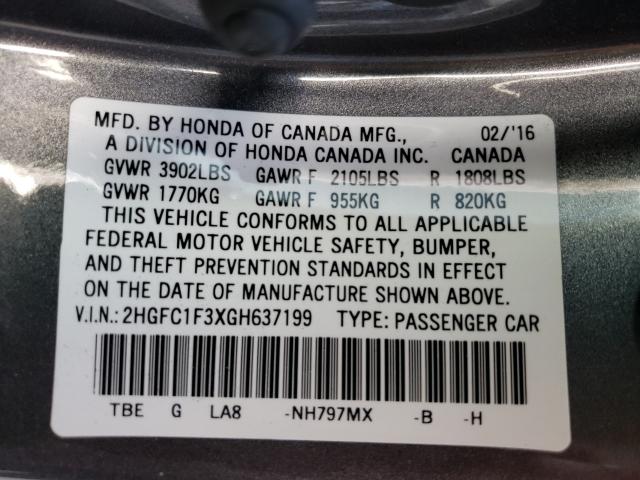 MFD. BY HONDA OF CANADA MFG., 02/'16
A DIVISION OF HONDA CANADA INC. CANADA
GVWR 3902LBS GAWR F 2105LBS R 1808LBS
GVWR 1770KG GAWR F 955KG R 820KG
THIS VEHICLE CONFORMS TO ALL APPLICABLE
FEDERAL MOTOR VEHICLE SAFETY, BUMPER,
AND THEFT PREVENTION STANDARDS IN EFFECT
ON THE DATE OF MANUFACTURE SHOWN ABOVE.
V.I.N.: 2HGFC1F3XGH637199 TYPE: PASSENGER CAR
TBE G LA8 -NH797MX -B -H